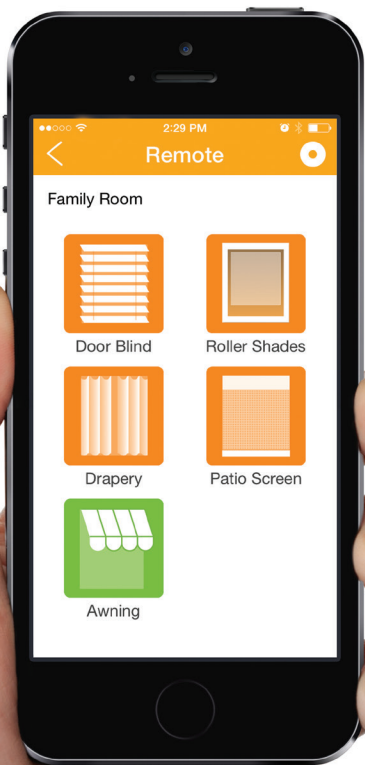 2:29 PM
Remote
Family Room
Door Blind
Roller Shades
Drapery
Patio Screen
Awning